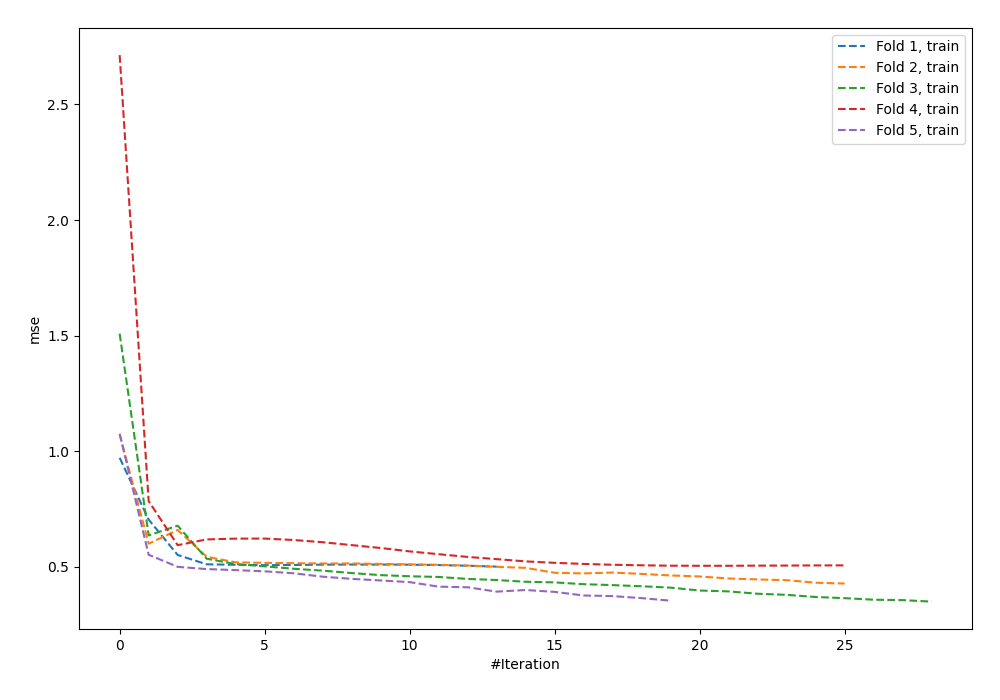 Fold 1, train
Fold 2, train
Fold 3, train
Fold 4, train
Fold 5, train
2.5
2.0
1.5
1.0
0.5
mse
0 5 10 15 20 25
#Iteration